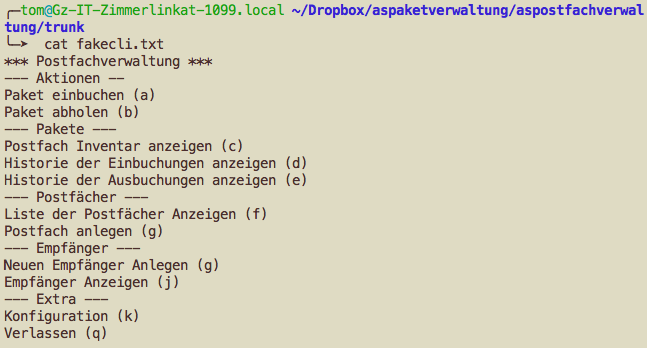 ╭─tom@Gz-IT-Zimmerlinkat-1099.local ~/Dropbox/aspaketverwaltung/aspostfachverwal
tung/trunk
╰─➤  cat fakecli.txt
*** Postfachverwaltung ***
--- Aktionen --
Paket einbuchen (a)
Paket abholen (b)
--- Pakete ---
Postfach Inventar anzeigen (c)
Historie der Einbuchungen anzeigen (d)
Historie der Ausbuchungen anzeigen (e)
--- Postfächer ---
Liste der Postfächer Anzeigen (f)
Postfach anlegen (g)
--- Empfänger ---
Neuen Empfänger Anlegen (g)
Empfänger Anzeigen (j)
--- Extra ---
Konfiguration (k)
Verlassen (q)